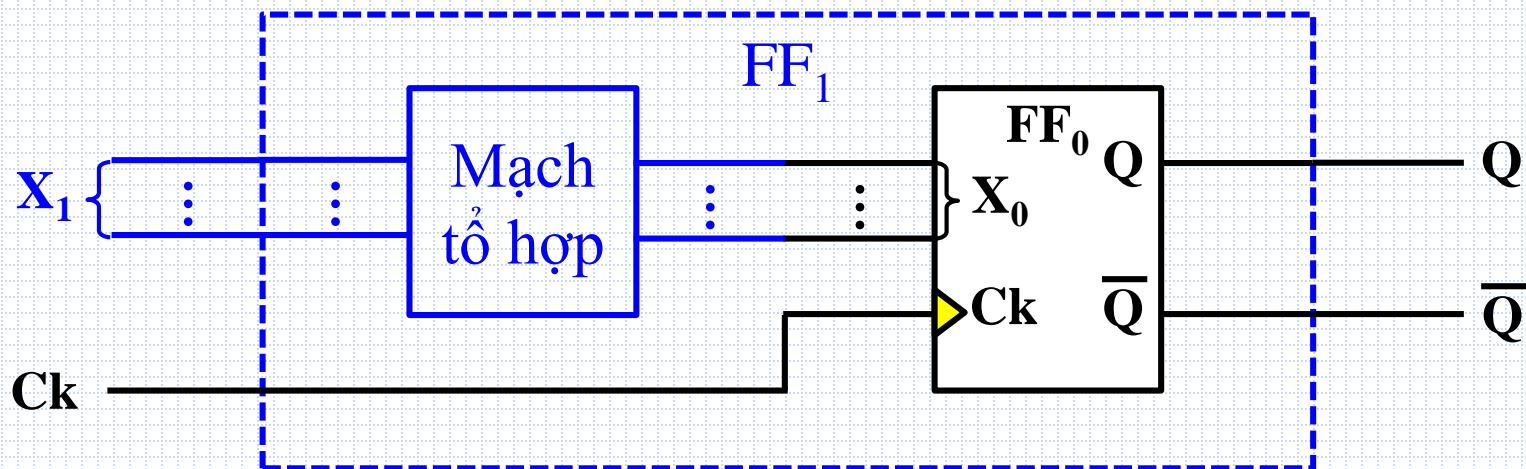 FF₁
Mạch
tổ hợp
X₁
FF₀
Q
X₀
Ck
Q̅
Q
Q̅
Ck